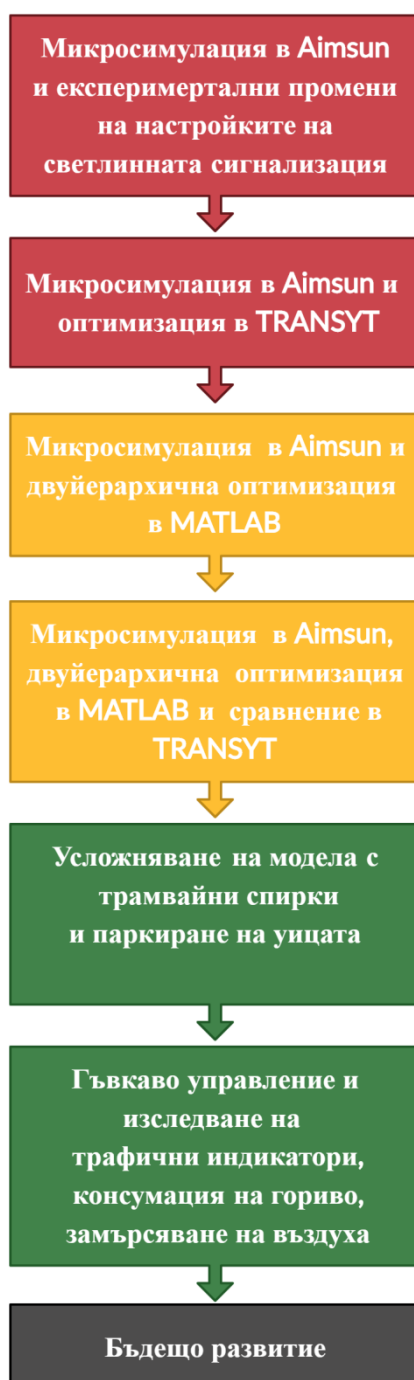 Микросимулация в Aimsun
и експеримертални промени
на настройките на
светлинната сигнализация
Микросимулация в Aimsun и
оптимизация в TRANSYT
Микросимулация в Aimsun и
двуйерархична оптимизация
в MATLAB
Микросимулация в Aimsun,
двуйерархична оптимизация
в MATLAB и сравнение в
TRANSYT
Усложняване на модела с
трамвайни спирки
и паркиране на уицата
Гъвкаво управление и
изследване на
трафични индикатори,
консумация на гориво,
замърсяване на въздуха
Бъдещо развитие